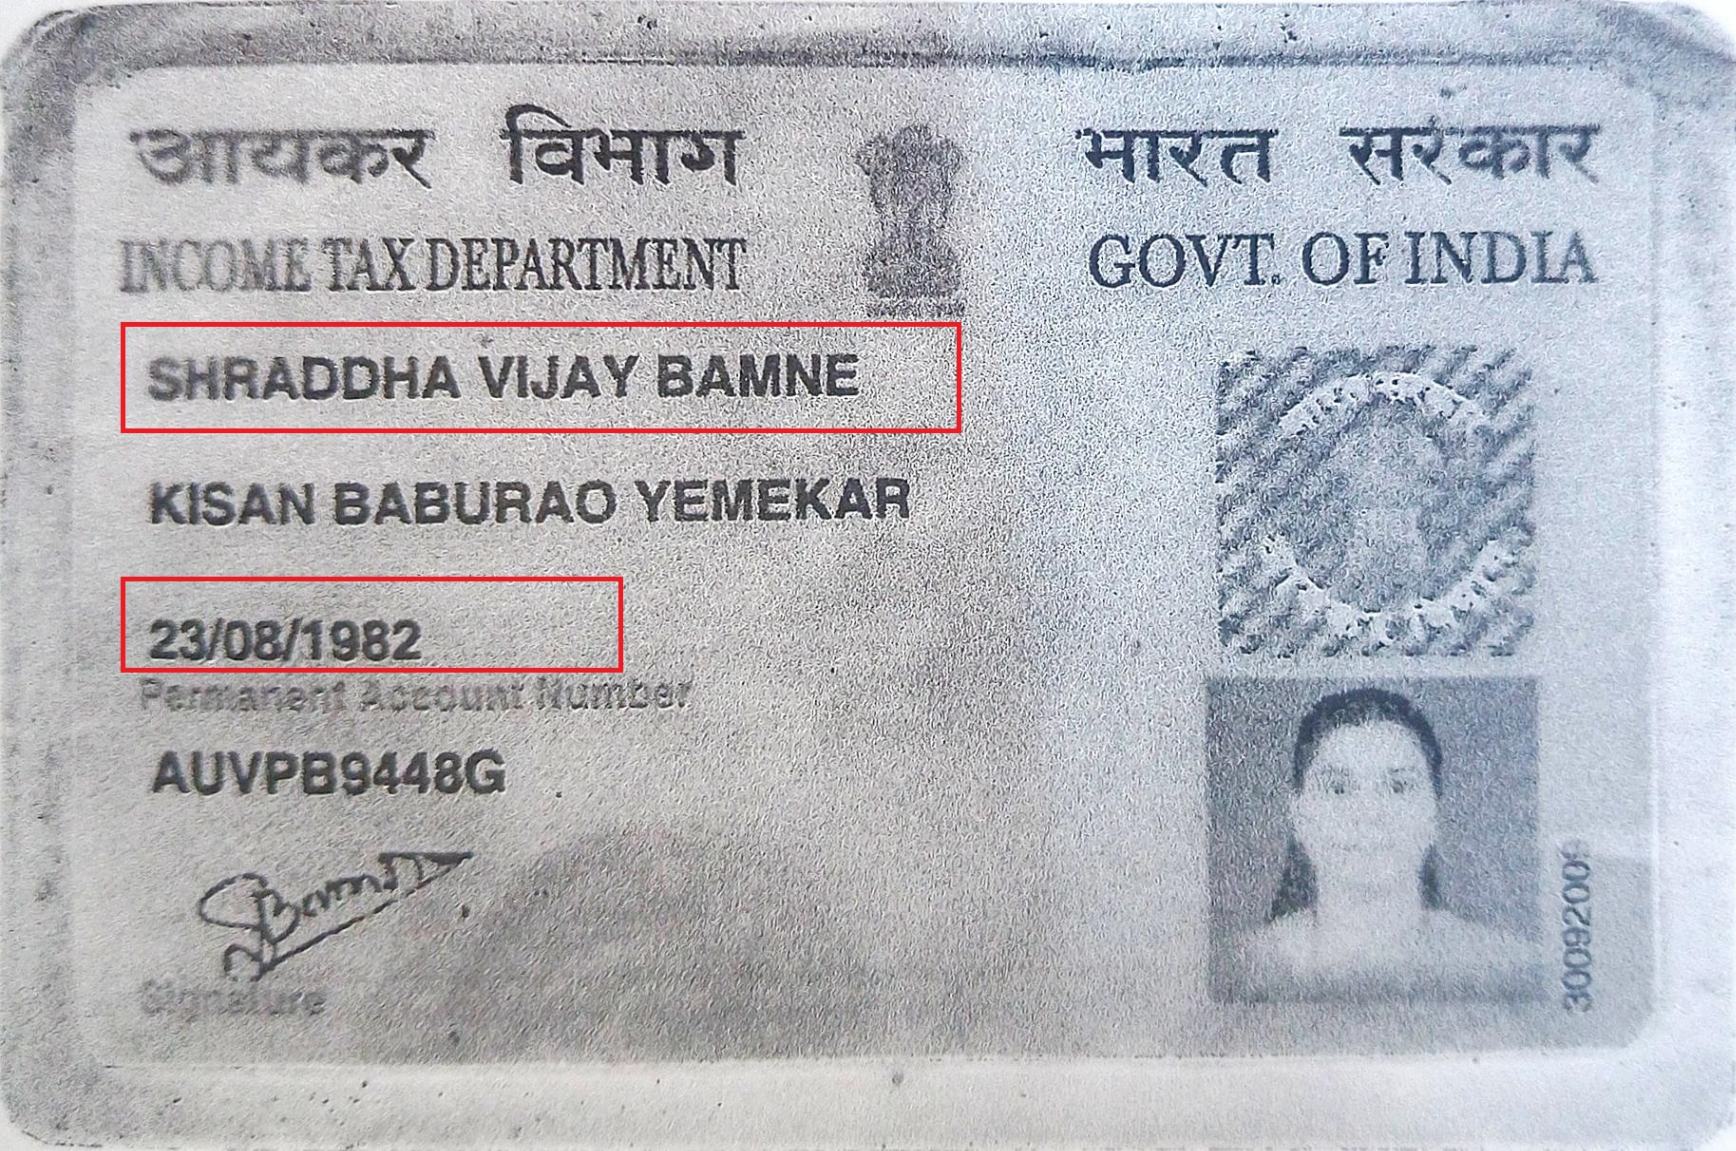 आयकर विभाग
भारत सरकार
INCOME TAX DEPARTMENT
GOVT. OF INDIA
SHRADDHA VIJAY BAMNE
KISAN BABURAO YEMEKAR
23/08/1982
Permanent Account Number
AUVPB9448G
SBamne
Signature